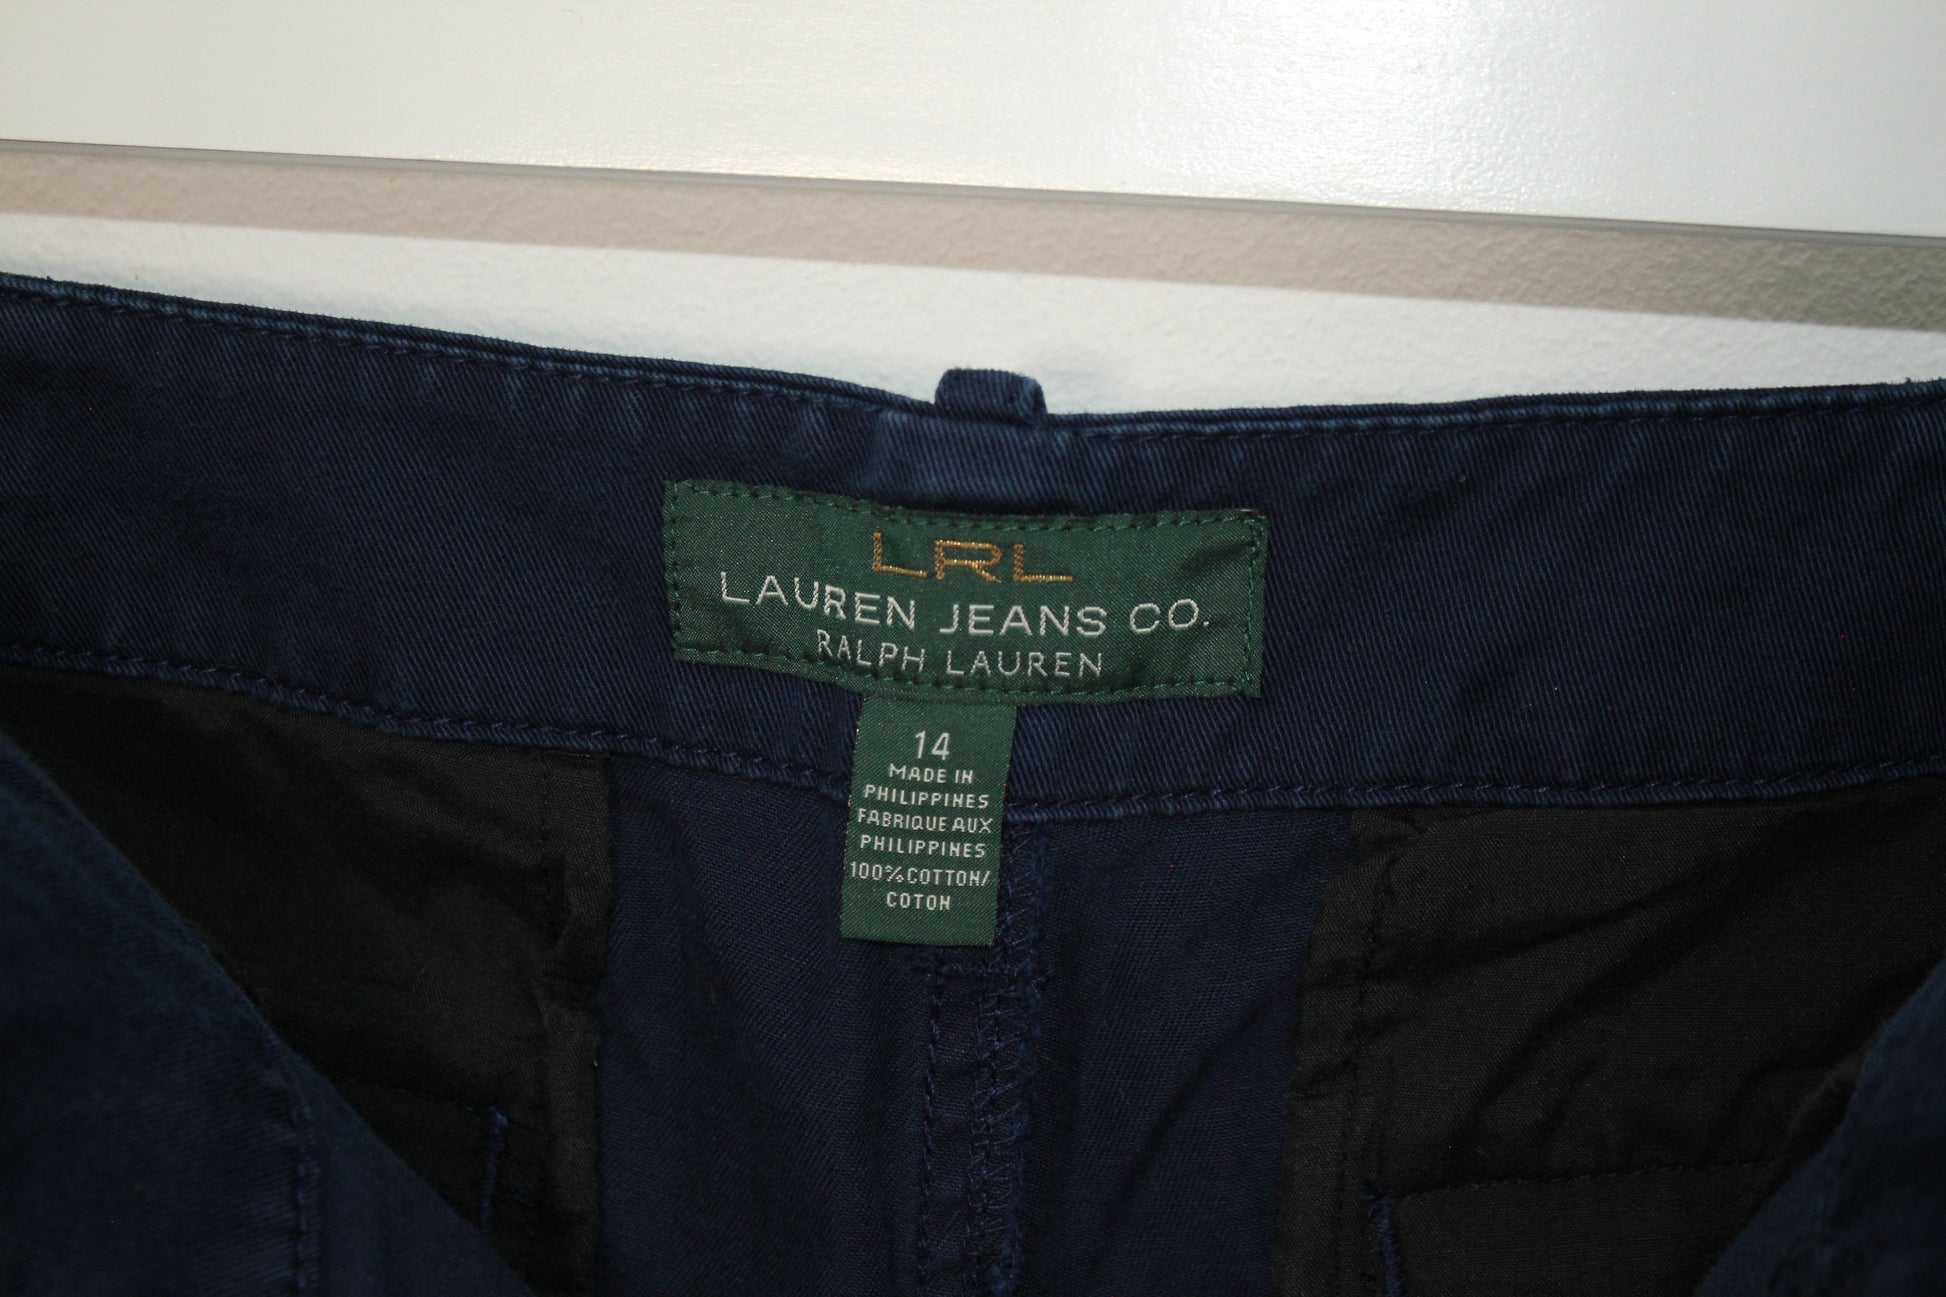 LRL
LAUREN JEANS CO.
RALPH LAUREN
14
MADE IN
PHILIPPINES
FABRIQUE AUX
PHILIPPINES
100%COTTON/
COTON